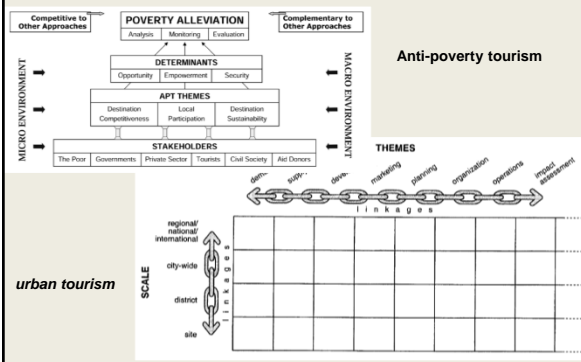 Competitive to
Other Approaches
POVERTY ALLEVIATION
Analysis Monitoring Evaluation
Complementary to
Other Approaches
DETERMINANTS
Opportunity Empowerment Security
APT THEMES
Destination
Competitiveness
Local
Participation
Destination
Sustainability
STAKEHOLDERS
The Poor Governments Private Sector Tourists Civil Society Aid Donors
MICRO ENVIRONMENT
MACRO ENVIRONMENT
Anti-poverty tourism
THEMES
marketing planning organization operations impact
assessment
linkages
urban tourism
SCALE
linkages
regional/
national/
international
city-wide
district
site